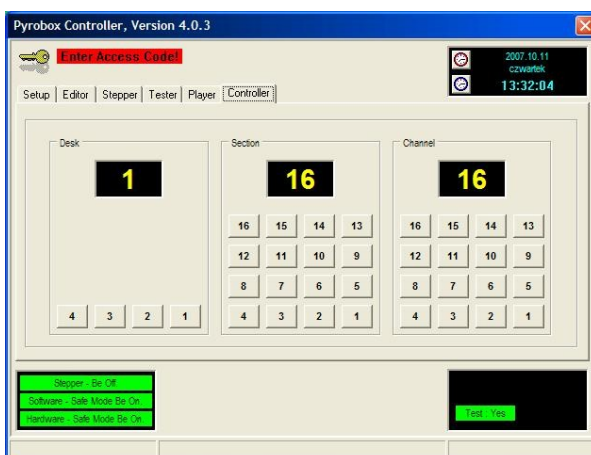 Pyrobox Controller, Version 4.0.3
Enter Access Code!
2007.10.11
czwartek
13:32:04
Setup Editor Stepper Tester Player Controller
Desk
1
4 3 2 1
Section
16
16 15 14 13
12 11 10 9
8 7 6 5
4 3 2 1
Channel
16
16 15 14 13
12 11 10 9
8 7 6 5
4 3 2 1
Stepper - Be Off.
Software - Safe Mode Be On.
Hardware - Safe Mode Be On.
Test : Yes